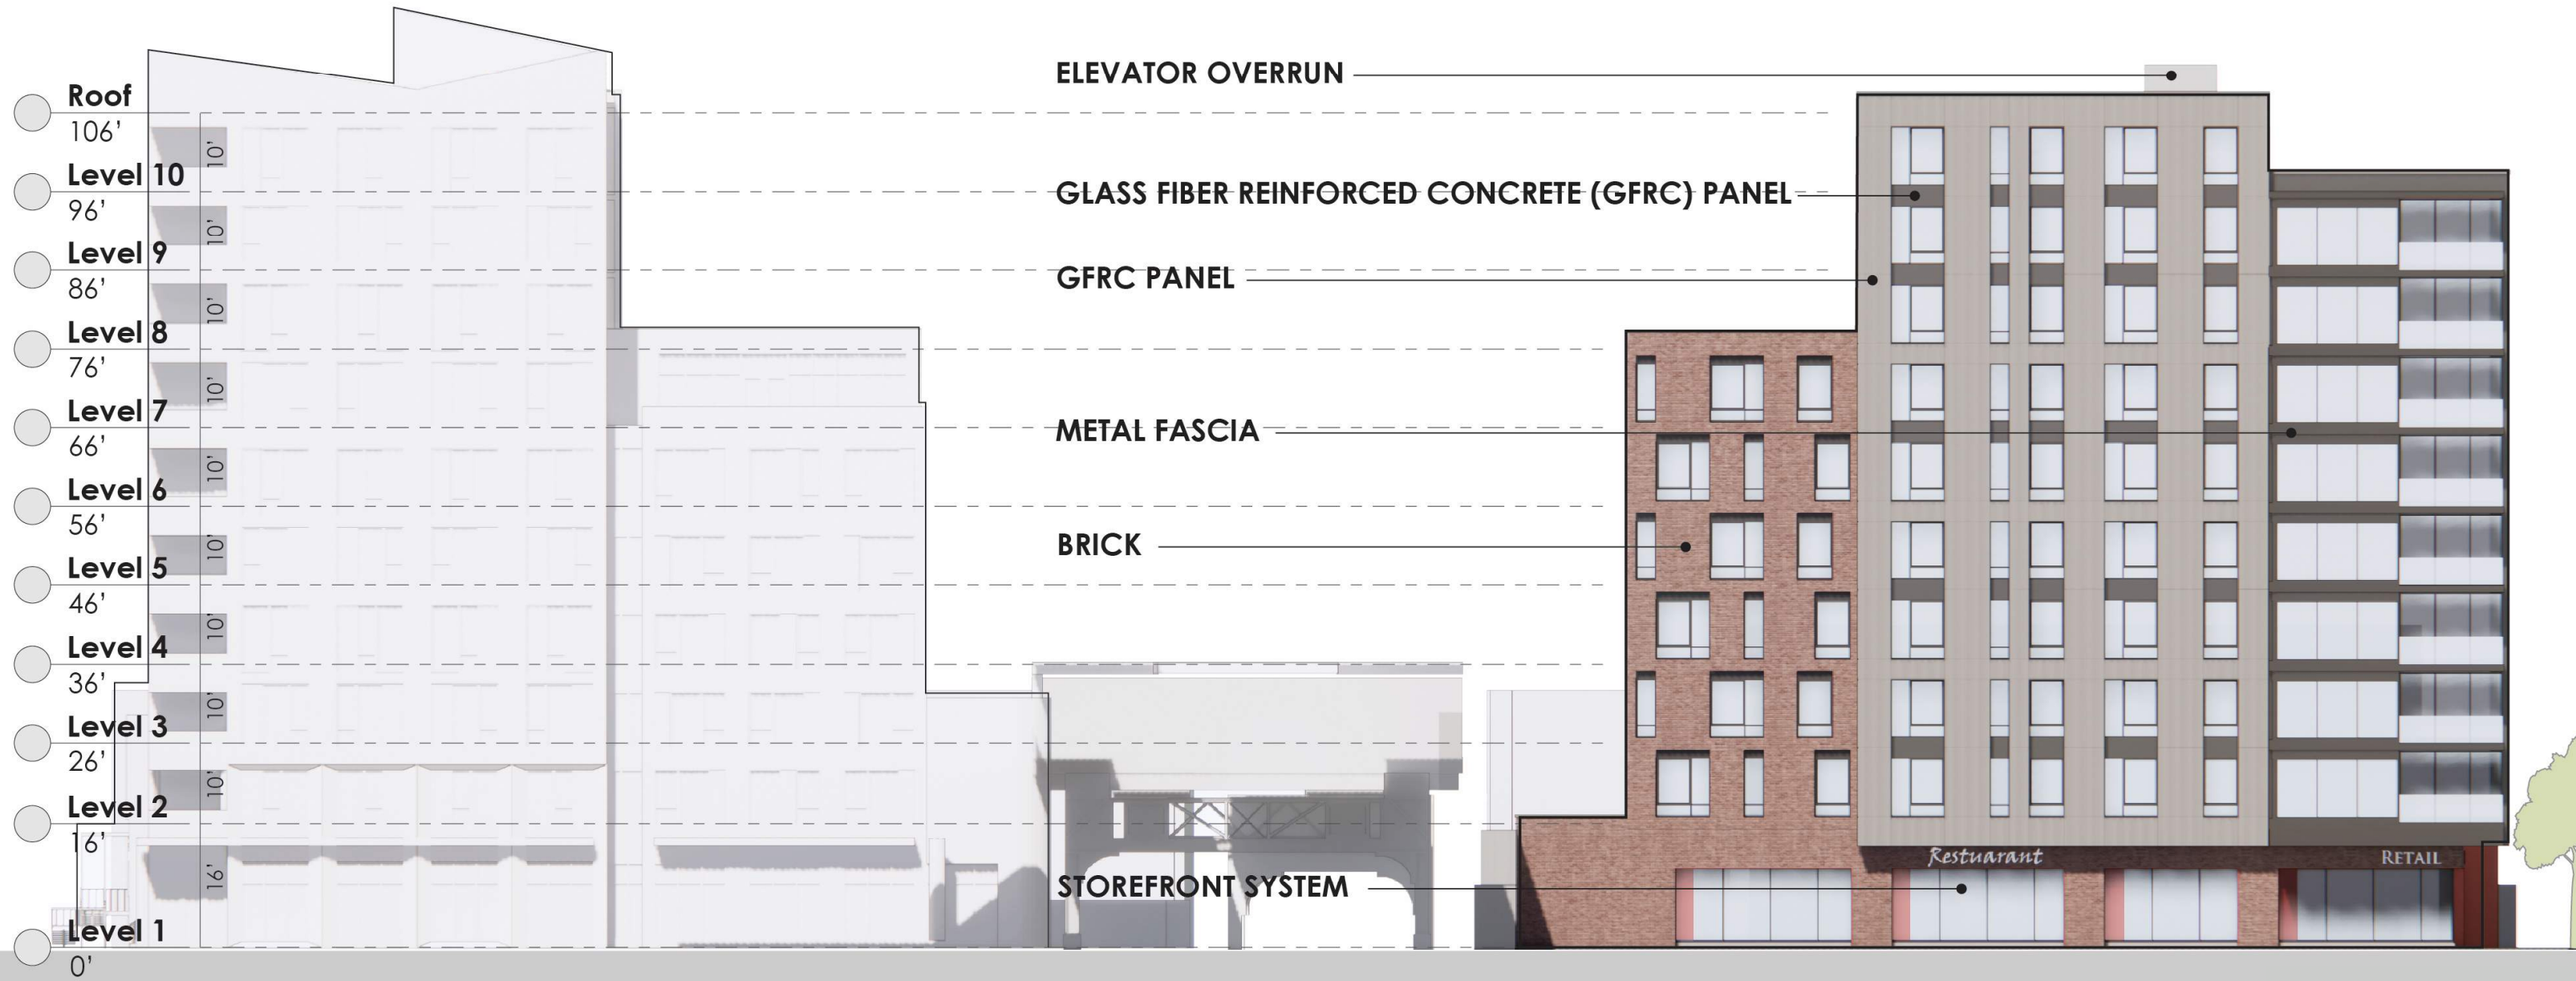 Roof
106’
Level 10
96’
Level 9
86’
Level 8
76’
Level 7
66’
Level 6
56’
Level 5
46’
Level 4
36’
Level 3
26’
Level 2
16’
Level 1
0’
10’
10’
10’
10’
10’
10’
10’
10’
10’
16’
ELEVATOR OVERRUN
GLASS FIBER REINFORCED CONCRETE (GFRC) PANEL
GFRC PANEL
METAL FASCIA
BRICK
STOREFRONT SYSTEM
Restuarant
RETAIL